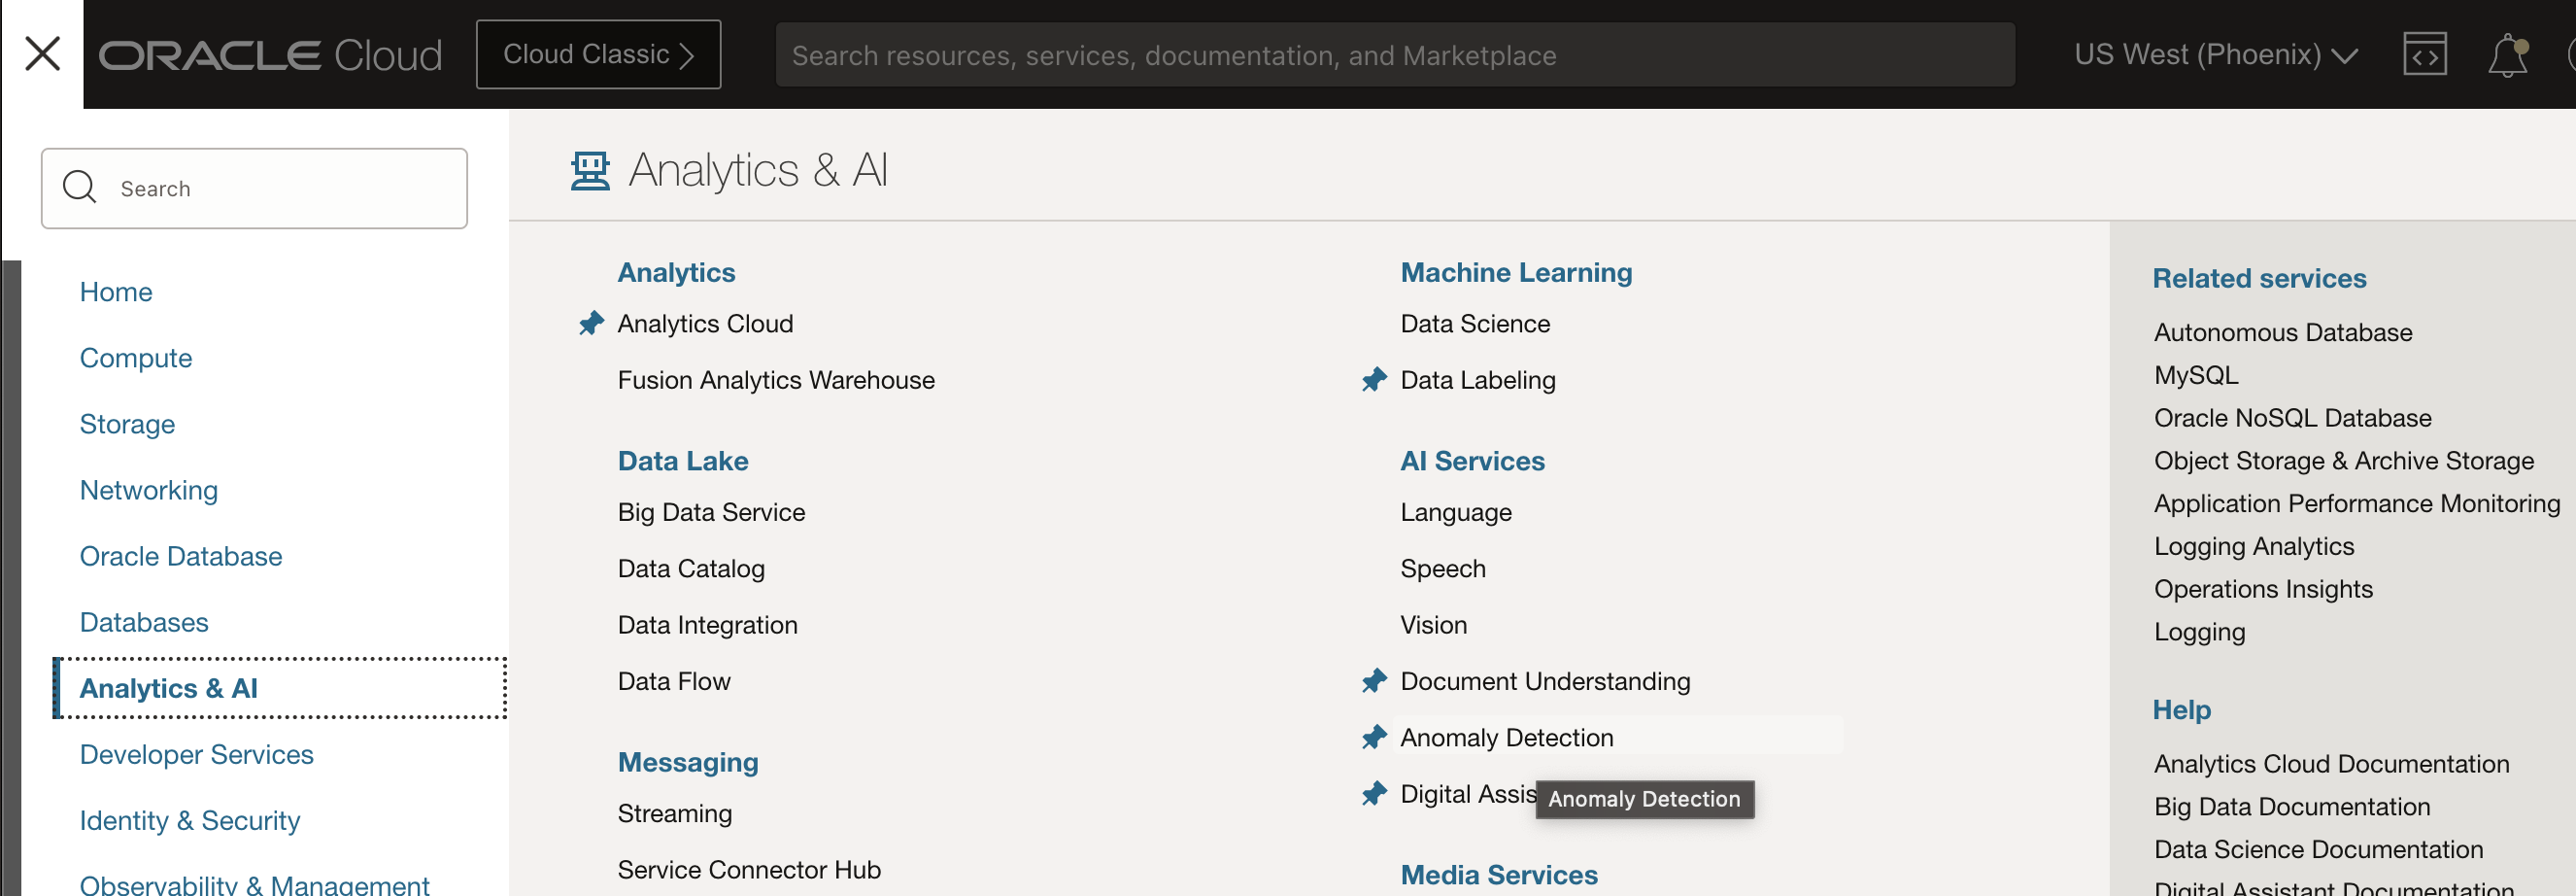 ORACLE Cloud
Cloud Classic
Search resources, services, documentation, and Marketplace
US West (Phoenix)
Search
Home
Compute
Storage
Networking
Oracle Database
Databases
Analytics & AI
Developer Services
Identity & Security
Observability & Management
Analytics & AI
Analytics
Analytics Cloud
Fusion Analytics Warehouse
Data Lake
Big Data Service
Data Catalog
Data Integration
Data Flow
Messaging
Streaming
Service Connector Hub
Machine Learning
Data Science
Data Labeling
AI Services
Language
Speech
Vision
Document Understanding
Anomaly Detection
Digital Assis
Anomaly Detection
Media Services
Related services
Autonomous Database
MySQL
Oracle NoSQL Database
Object Storage & Archive Storage
Application Performance Monitoring
Logging Analytics
Operations Insights
Logging
Help
Analytics Cloud Documentation
Big Data Documentation
Data Science Documentation
Digital Assistant Documentation